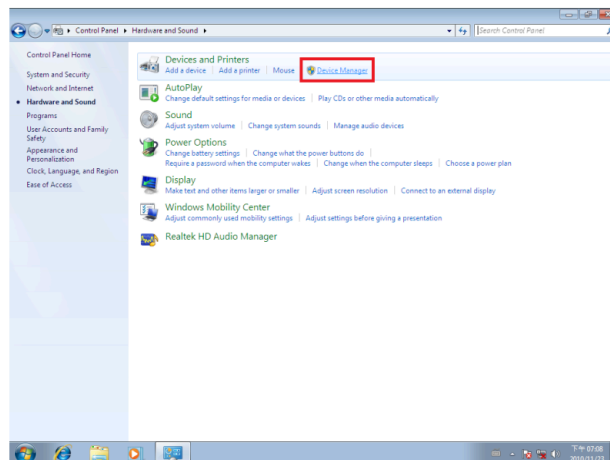 Control Panel Hardware and Sound
Search Control Panel
Control Panel Home
System and Security
Network and Internet
Hardware and Sound
Programs
User Accounts and Family
Safety
Appearance and
Personalization
Clock, Language, and Region
Ease of Access
Devices and Printers
Add a device Add a printer Mouse Device Manager
AutoPlay
Change default settings for media or devices Play CDs or other media automatically
Sound
Adjust system volume Change system sounds Manage audio devices
Power Options
Change battery settings Change what the power buttons do
Require a password when the computer wakes Change when the computer sleeps Choose a power plan
Display
Make text and other items larger or smaller Adjust screen resolution Connect to an external display
Windows Mobility Center
Adjust commonly used mobility settings Adjust settings before giving a presentation
Realtek HD Audio Manager
下午 07:08